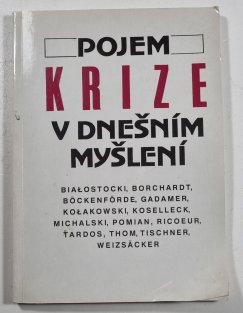 POJEM
KRIZE
V DNEŠNÍM
MYŠLENÍ
BIAŁOSTOCKI, BORCHARDT,
BÖCKENFÖRDE, GADAMER,
KOŁAKOWSKI, KOSELLECK,
MICHALSKI, POMIAN, RICOEUR,
TARDOS, THOM, TISCHNER,
WEIZSÄCKER